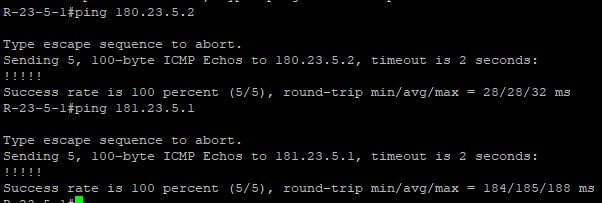 R-23-5-1#ping 180.23.5.2
Type escape sequence to abort.
Sending 5, 100-byte ICMP Echos to 180.23.5.2, timeout is 2 seconds:
!!!!!
Success rate is 100 percent (5/5), round-trip min/avg/max = 28/28/32 ms
R-23-5-1#ping 181.23.5.1
Type escape sequence to abort.
Sending 5, 100-byte ICMP Echos to 181.23.5.1, timeout is 2 seconds:
!!!!!
Success rate is 100 percent (5/5), round-trip min/avg/max = 184/185/188 ms
R-23-5-1#